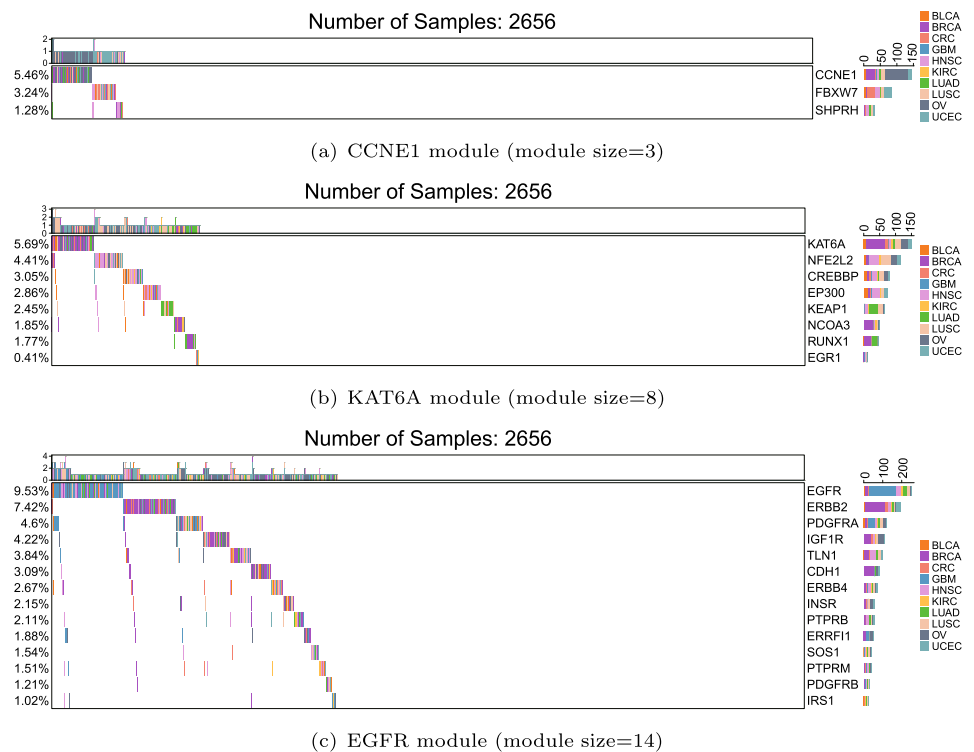 Number of Samples: 2656
2
1
0
5.46% CCNE1
3.24% FBXW7
1.28% SHPRH
0 50 100 150
BLCA
BRCA
CRC
GBM
HNSC
KIRC
LUAD
LUSC
OV
UCEC
(a) CCNE1 module (module size=3)
Number of Samples: 2656
3
2
1
0
5.69% KAT6A
4.41% NFE2L2
3.05% CREBBP
2.86% EP300
2.45% KEAP1
1.85% NCOA3
1.77% RUNX1
0.41% EGR1
0 50 100 150
BLCA
BRCA
CRC
GBM
HNSC
KIRC
LUAD
LUSC
OV
UCEC
(b) KAT6A module (module size=8)
Number of Samples: 2656
4
2
0
9.53% EGFR
7.42% ERBB2
4.6% PDGFRA
4.22% IGF1R
3.84% TLN1
3.09% CDH1
2.67% ERBB4
2.15% INSR
2.11% PTPRB
1.88% ERRFI1
1.54% SOS1
1.51% PTPRM
1.21% PDGFRB
1.02% IRS1
0 100 200
BLCA
BRCA
CRC
GBM
HNSC
KIRC
LUAD
LUSC
OV
UCEC
(c) EGFR module (module size=14)